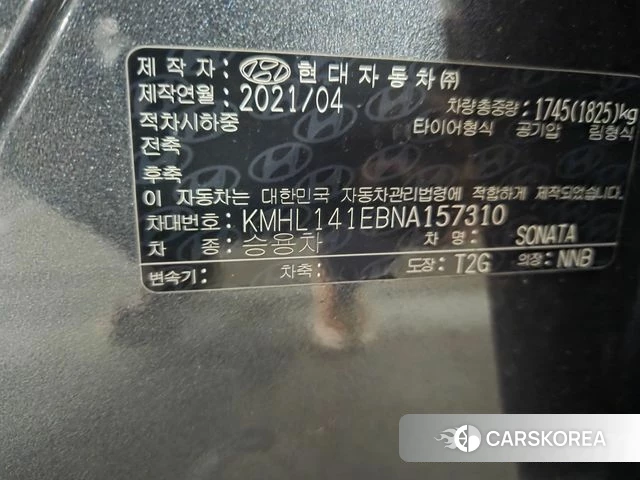 제 작 자 : HYUNDAI 현대자동차㈜
제작연월: 2021/04 차량총중량: 1745(1825)kg
적차시하중 타이어형식 공기압 림형식
전축
후축
이 자동차는 대한민국 자동차관리법령에 적합하게 제작되었습니다.
차대번호: KMHL141EBNA157310
차 종: 승용차 차 명: SONATA
변속기: 차축: 도장: T2G 의장: NNB
CARSKOREA